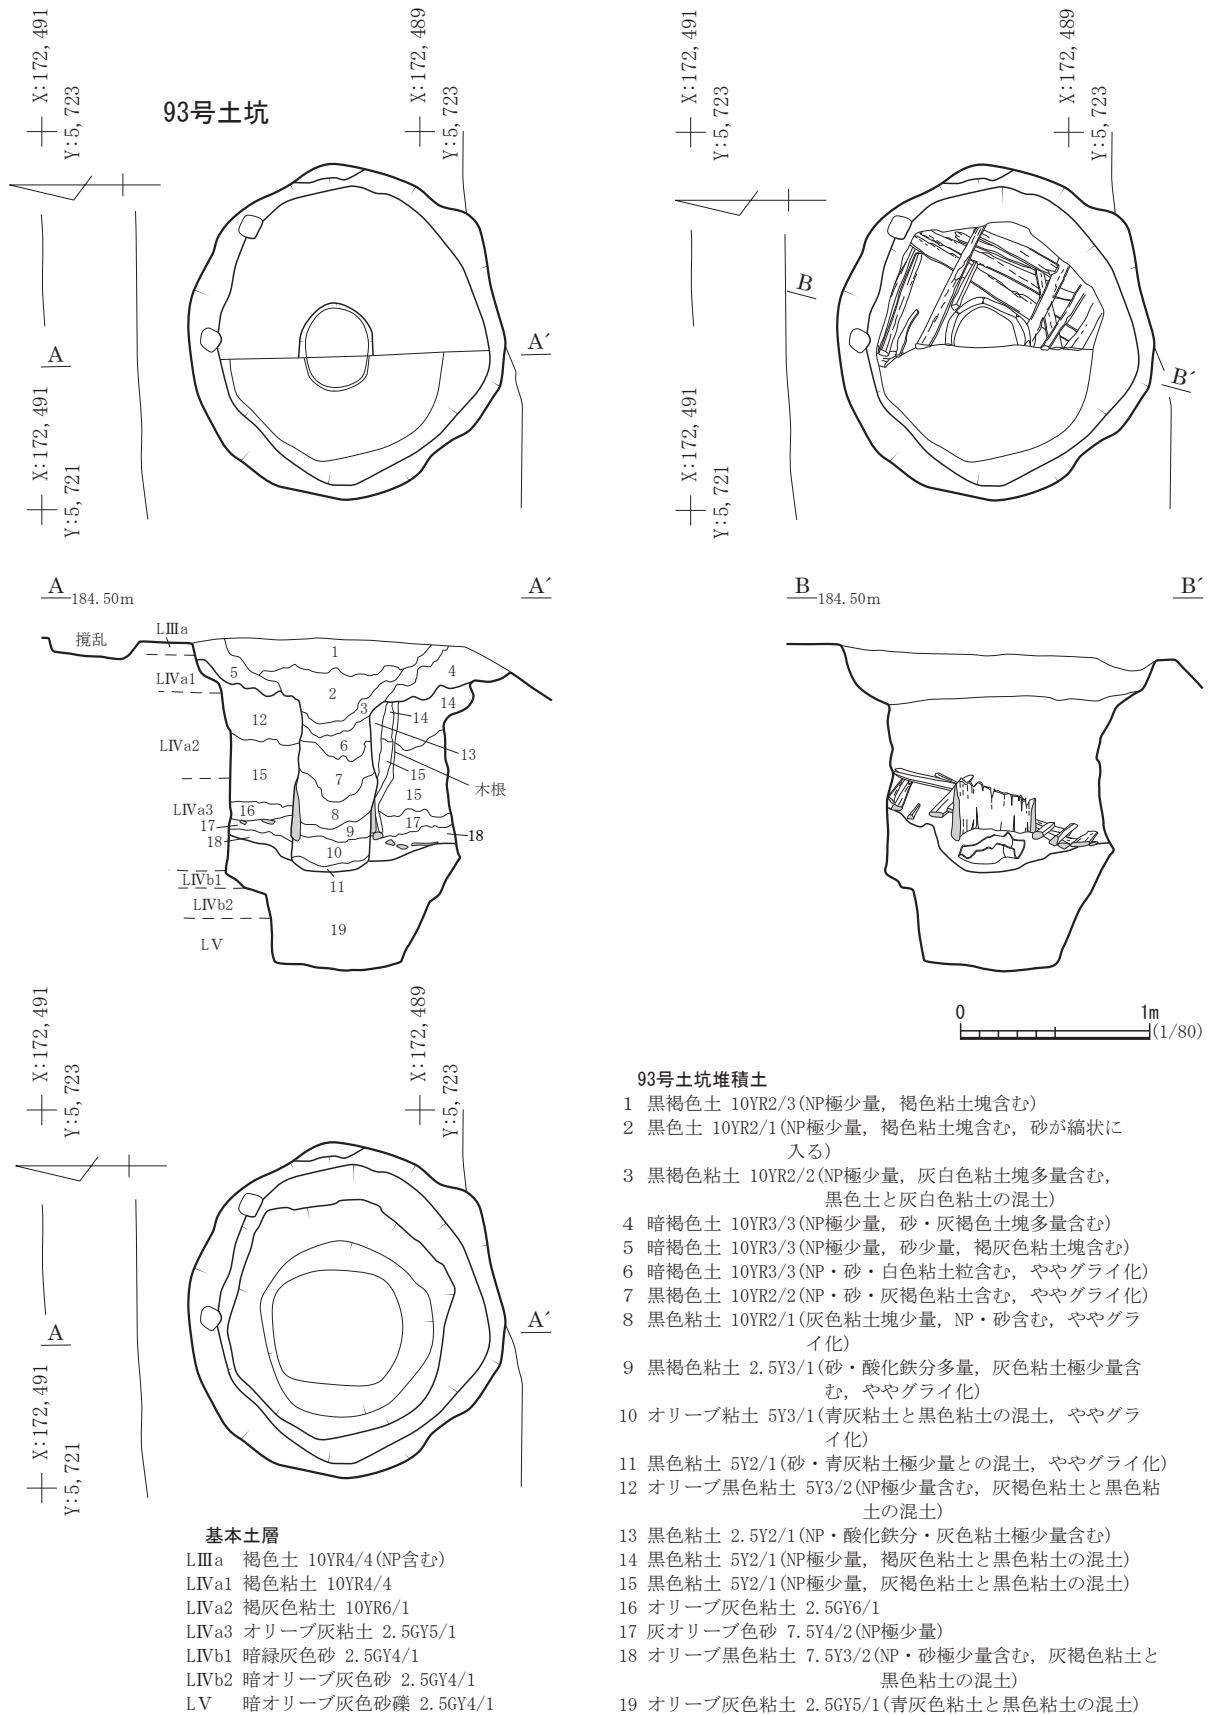 X:172,491
Y:5,723
93号土坑
X:172,489
Y:5,723
A
A´
X:172,491
Y:5,721
X:172,491
Y:5,723
X:172,489
Y:5,723
B
B´
X:172,491
Y:5,721
A 184.50m
A´
撹乱
LⅢa
LⅣa1
LⅣa2
LⅣa3
LⅣb1
LⅣb2
LⅤ
1
2
3
4
5
6
7
8
9
10
11
12
13
14
14
15
15
15
16
17
17
18
18
19
木根
B 184.50m
B´
0
1m
(1/80)
X:172,491
Y:5,723
X:172,489
Y:5,723
A
A´
X:172,491
Y:5,721
基本土層
LⅢa 褐色土 10YR4/4(NP含む)
LⅣa1 褐色粘土 10YR4/4
LⅣa2 褐灰色粘土 10YR6/1
LⅣa3 オリーブ灰粘土 2.5GY5/1
LⅣb1 暗緑灰色砂 2.5GY4/1
LⅣb2 暗オリーブ灰色砂 2.5GY4/1
LⅤ 暗オリーブ灰色砂礫 2.5GY4/1
93号土坑堆積土
1 黒褐色土 10YR2/3(NP極少量，褐色粘土塊含む)
2 黒色土 10YR2/1(NP極少量，褐色粘土塊含む，砂が縞状に
入る)
3 黒褐色粘土 10YR2/2(NP極少量，灰白色粘土塊多量含む，
黒色土と灰白色粘土の混土)
4 暗褐色土 10YR3/3(NP極少量，砂・灰褐色土塊多量含む)
5 暗褐色土 10YR3/3(NP極少量，砂少量，褐灰色粘土塊含む)
6 暗褐色土 10YR3/3(NP・砂・白色粘土粒含む，ややグライ化)
7 黒褐色土 10YR2/2(NP・砂・灰褐色粘土含む，ややグライ化)
8 黒色粘土 10YR2/1(灰色粘土塊少量，NP・砂含む，ややグラ
イ化)
9 黒褐色粘土 2.5Y3/1(砂・酸化鉄分多量，灰色粘土極少量含
む，ややグライ化)
10 オリーブ粘土 5Y3/1(青灰粘土と黒色粘土の混土，ややグラ
イ化)
11 黒色粘土 5Y2/1(砂・青灰粘土極少量との混土，ややグライ化)
12 オリーブ黒色粘土 5Y3/2(NP極少量含む，灰褐色粘土と黒色粘
土の混土)
13 黒色粘土 2.5Y2/1(NP・酸化鉄分・灰色粘土極少量含む)
14 黒色粘土 5Y2/1(NP極少量，褐灰色粘土と黒色粘土の混土)
15 黒色粘土 5Y2/1(NP極少量，灰褐色粘土と黒色粘土の混土)
16 オリーブ灰色粘土 2.5GY6/1
17 灰オリーブ色砂 7.5Y4/2(NP極少量)
18 オリーブ黒色粘土 7.5Y3/2(NP・砂極少量含む，灰褐色粘土と
黒色粘土の混土)
19 オリーブ灰色粘土 2.5GY5/1(青灰色粘土と黒色粘土の混土)